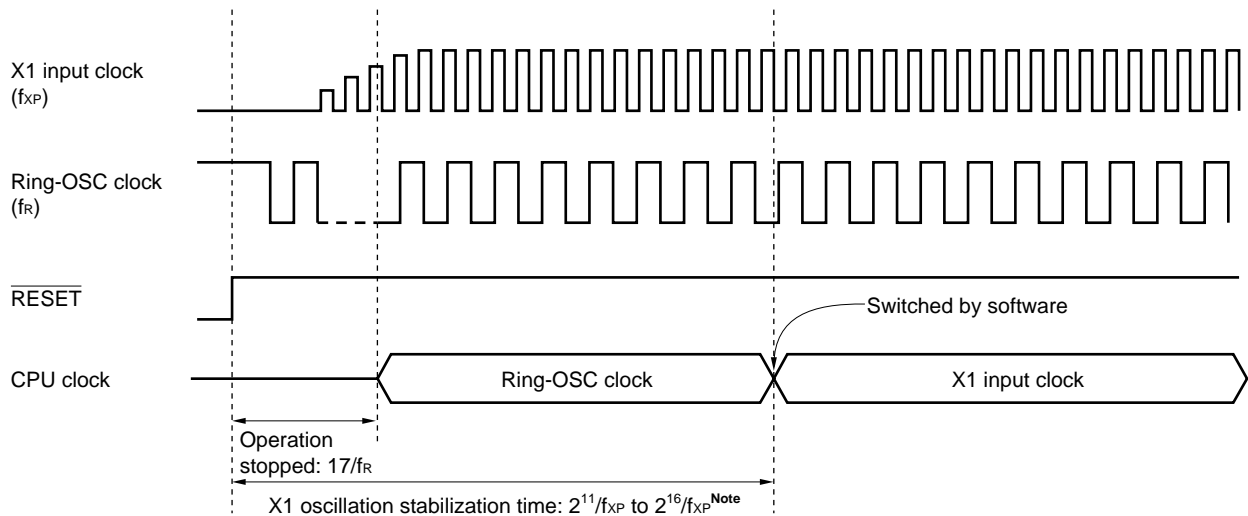 X1 input clock
(fXP)
Ring-OSC clock
(fR)
RESET
Switched by software
CPU clock
Ring-OSC clock
X1 input clock
Operation
stopped: 17/fR
X1 oscillation stabilization time: 2^11/fXP to 2^16/fXP^Note